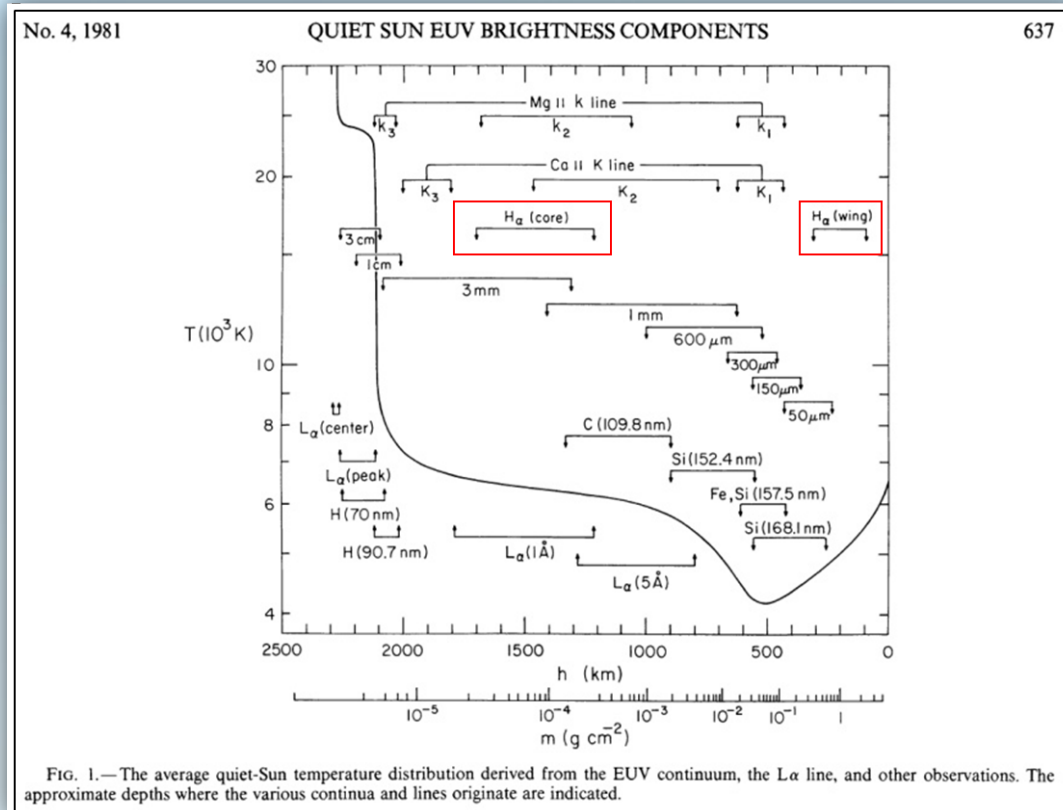 No. 4, 1981 QUIET SUN EUV BRIGHTNESS COMPONENTS 637
30
Mg II k line
k3 k2 k1
20
Ca II K line
K3 K2 K1
Hα (core) Hα (wing)
3 cm
1 cm
3 mm
1 mm
T(10³K)
600 μm
10
300μm
150μm
50μm
8
Lα(center)
C (109.8 nm)
Si(152.4 nm)
Lα(peak)
Fe,Si(157.5 nm)
6
H(70 nm)
Si(168.1 nm)
H(90.7 nm)
Lα(1Å)
Lα(5Å)
4
2500 2000 1500 1000 500 0
h (km)
10⁻⁵ 10⁻⁴ 10⁻³ 10⁻² 10⁻¹ 1
m (g cm⁻²)
FIG. 1.—The average quiet-Sun temperature distribution derived from the EUV continuum, the Lα line, and other observations. The
approximate depths where the various continua and lines originate are indicated.